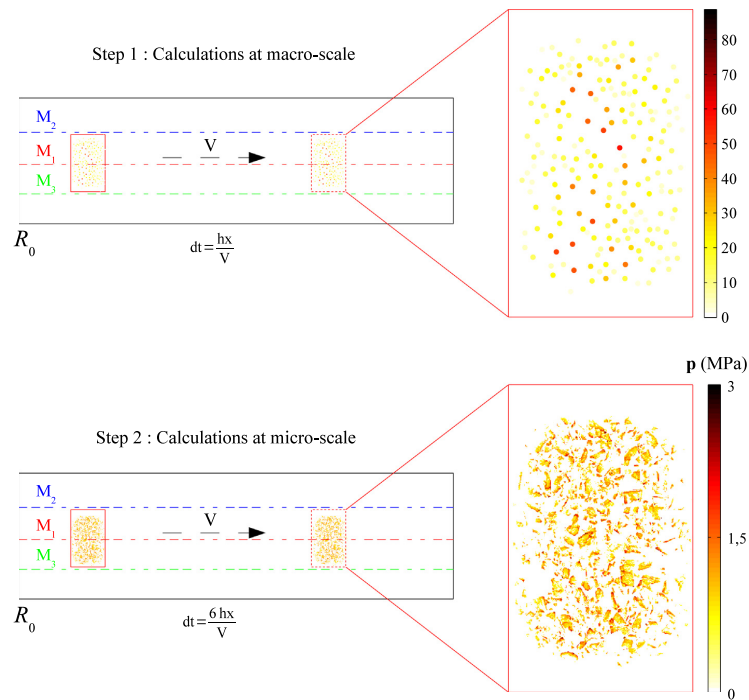 Step 1 : Calculations at macro-scale
M2
M1
M3
V
R0
dt=hx/V
80
70
60
50
40
30
20
10
0
p (MPa)
Step 2 : Calculations at micro-scale
M2
M1
M3
V
R0
dt=6 hx/V
3
1,5
0